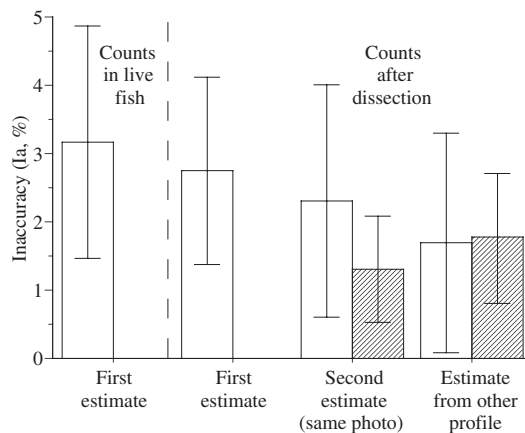 5
4
3
2
1
0
Inaccuracy (Ia, %)
Counts
in live
fish
Counts
after
dissection
First
estimate
First
estimate
Second
estimate
(same photo)
Estimate
from other
profile